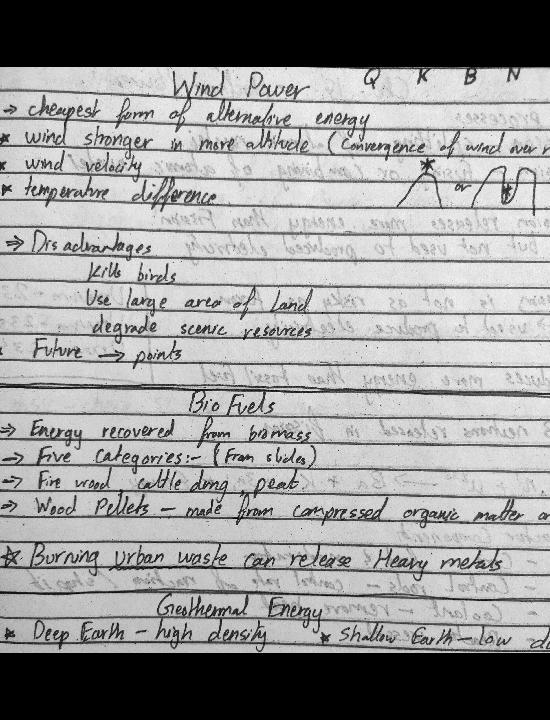 Q K B N
Wind Power
⇒ cheapest form of alternative energy
* wind stronger in more altitude (Convergence of wind over
* wind velocity
* temperature difference
or
⇒ Disadvantages
Kills birds
Use large area of Land
degrade scenic resources
Future → points
Bio Fuels
⇒ Energy recovered from biomass
→ Five Categories:- (From slides)
→ Fire wood, cattle dung, peat
⇒ Wood Pellets – made from compressed organic matter or
* Burning urban waste can release Heavy metals
Geothermal Energy
* Deep Earth – high density * Shallow Earth – low